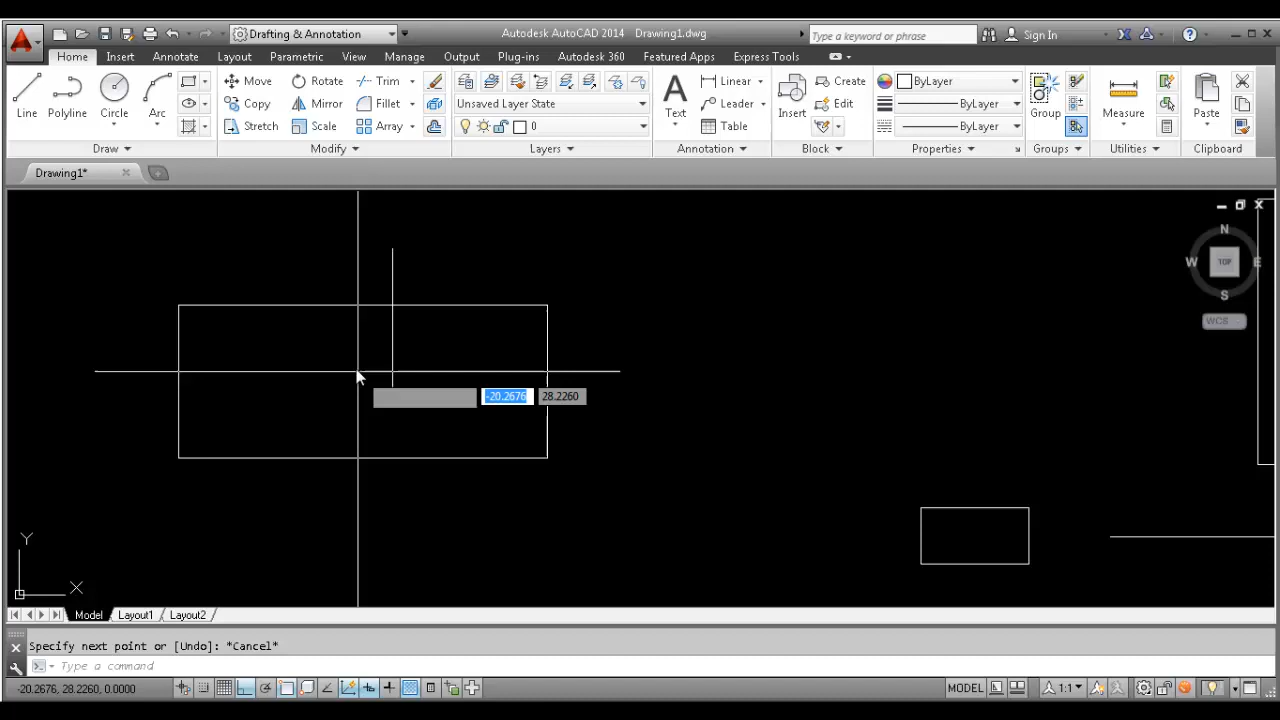 Drafting & Annotation Autodesk AutoCAD 2014 Drawing1.dwg Type a keyword or phrase Sign In
Home Insert Annotate Layout Parametric View Manage Output Plug-ins Autodesk 360 Featured Apps Express Tools
Move Rotate Trim Unsaved Layer State Linear Create ByLayer
Line Polyline Circle Arc Copy Mirror Fillet Text Leader Insert Edit ByLayer Group Measure Paste
Stretch Scale Array 0 Table ByLayer
Draw Modify Layers Annotation Block Properties Groups Utilities Clipboard
Drawing1*
N
W TOP E
S
WCS
-20.2676 28.2260
Y
X
Model Layout1 Layout2
Specify next point or [Undo]: *Cancel*
Type a command
-20.2676, 28.2260, 0.0000 MODEL 1:1